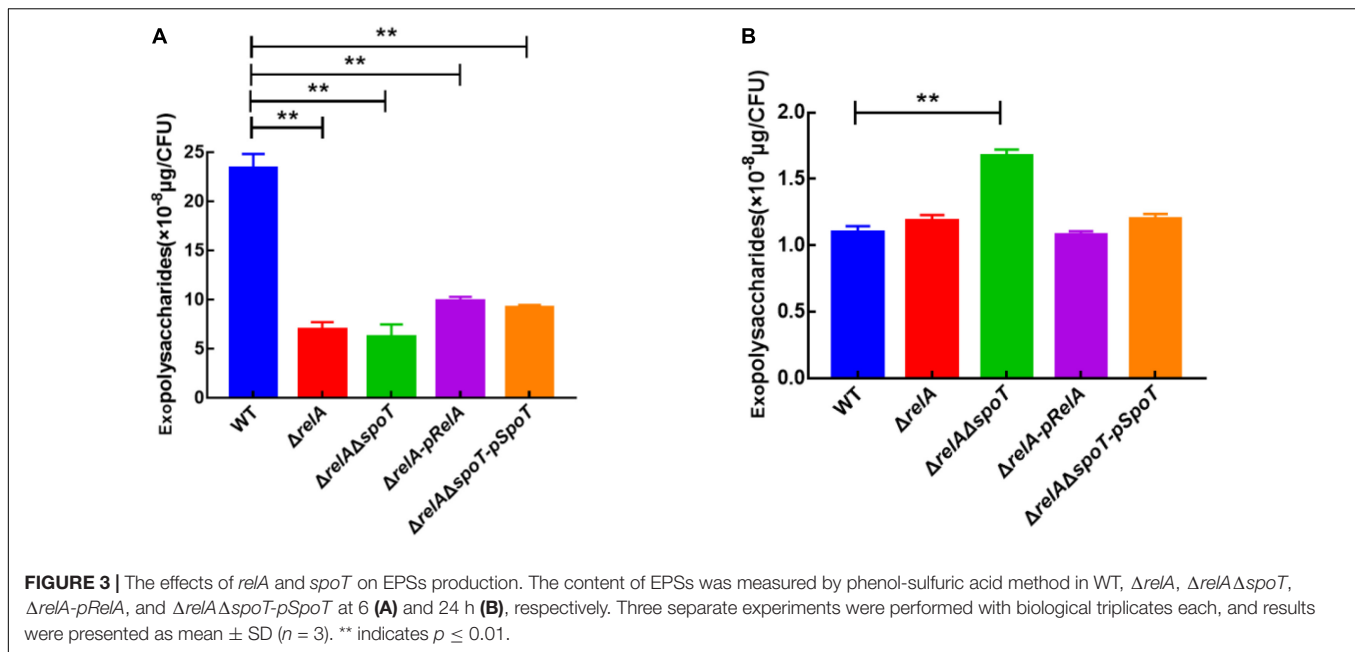 A
**
**
**
**
Exopolysaccharides(×10⁻⁸μg/CFU)
25
20
15
10
5
0
WT
ΔrelA
ΔrelAΔspoT
ΔrelA-pRelA
ΔrelAΔspoT-pSpoT
B
**
Exopolysaccharides(×10⁻⁸μg/CFU)
2.0
1.5
1.0
0.5
0.0
WT
ΔrelA
ΔrelAΔspoT
ΔrelA-pRelA
ΔrelAΔspoT-pSpoT
FIGURE 3 | The effects of relA and spoT on EPSs production. The content of EPSs was measured by phenol-sulfuric acid method in WT, ΔrelA, ΔrelAΔspoT,
ΔrelA-pRelA, and ΔrelAΔspoT-pSpoT at 6 (A) and 24 h (B), respectively. Three separate experiments were performed with biological triplicates each, and results
were presented as mean ± SD (n = 3). ** indicates p ≤ 0.01.